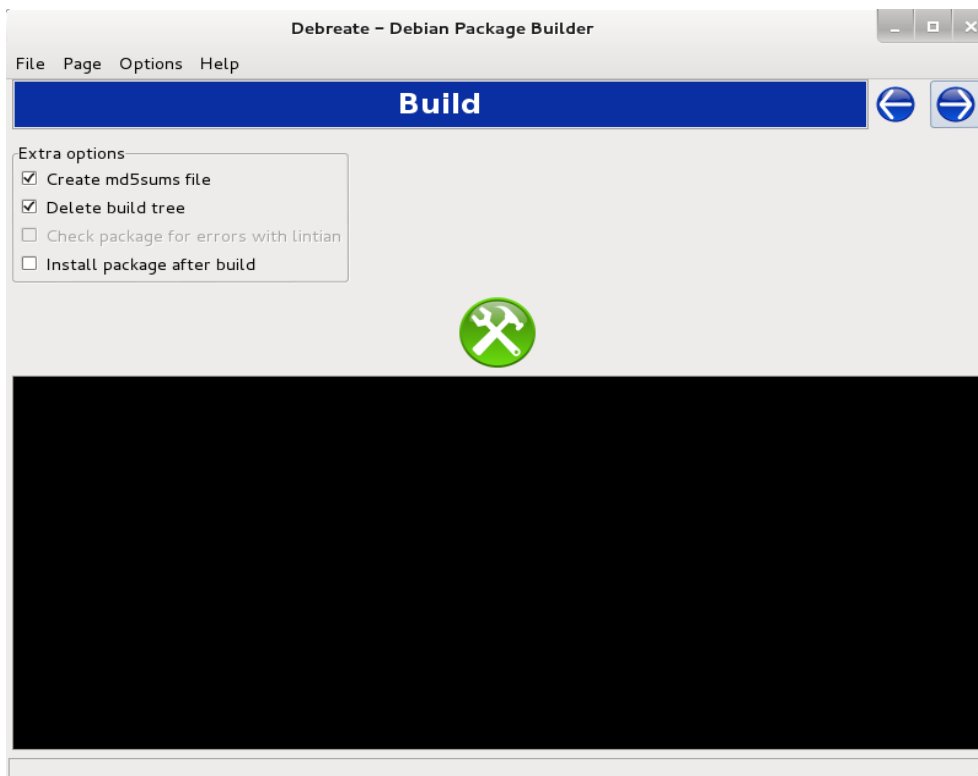 Debreate – Debian Package Builder
File Page Options Help
Build
Extra options
Create md5sums file
Delete build tree
Check package for errors with lintian
Install package after build